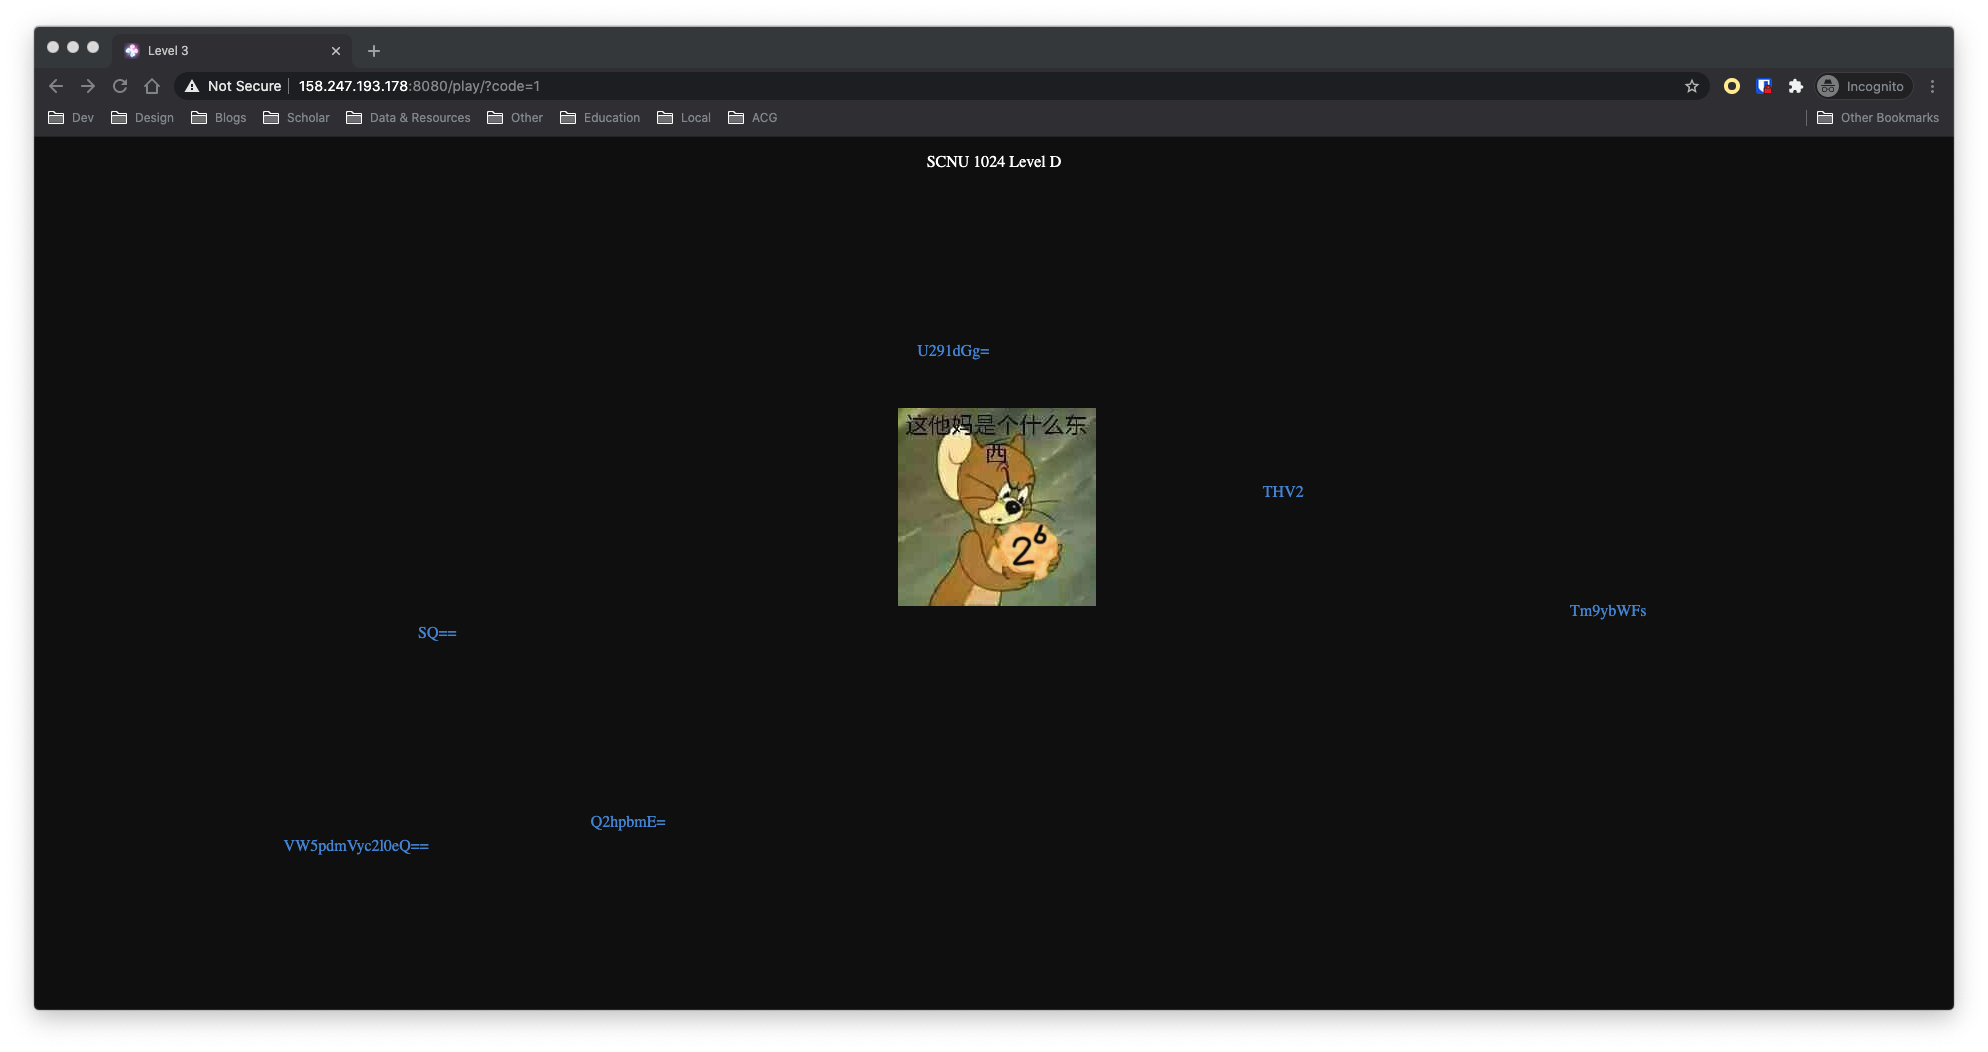 Level 3
Not Secure 158.247.193.178:8080/play/?code=1
Incognito
Dev Design Blogs Scholar Data & Resources Other Education Local ACG Other Bookmarks
SCNU 1024 Level D
U291dGg=
这他妈是个什么东
西
2⁶
THV2
Tm9ybWFs
SQ==
Q2hpbmE=
VW5pdmVyc2l0eQ==